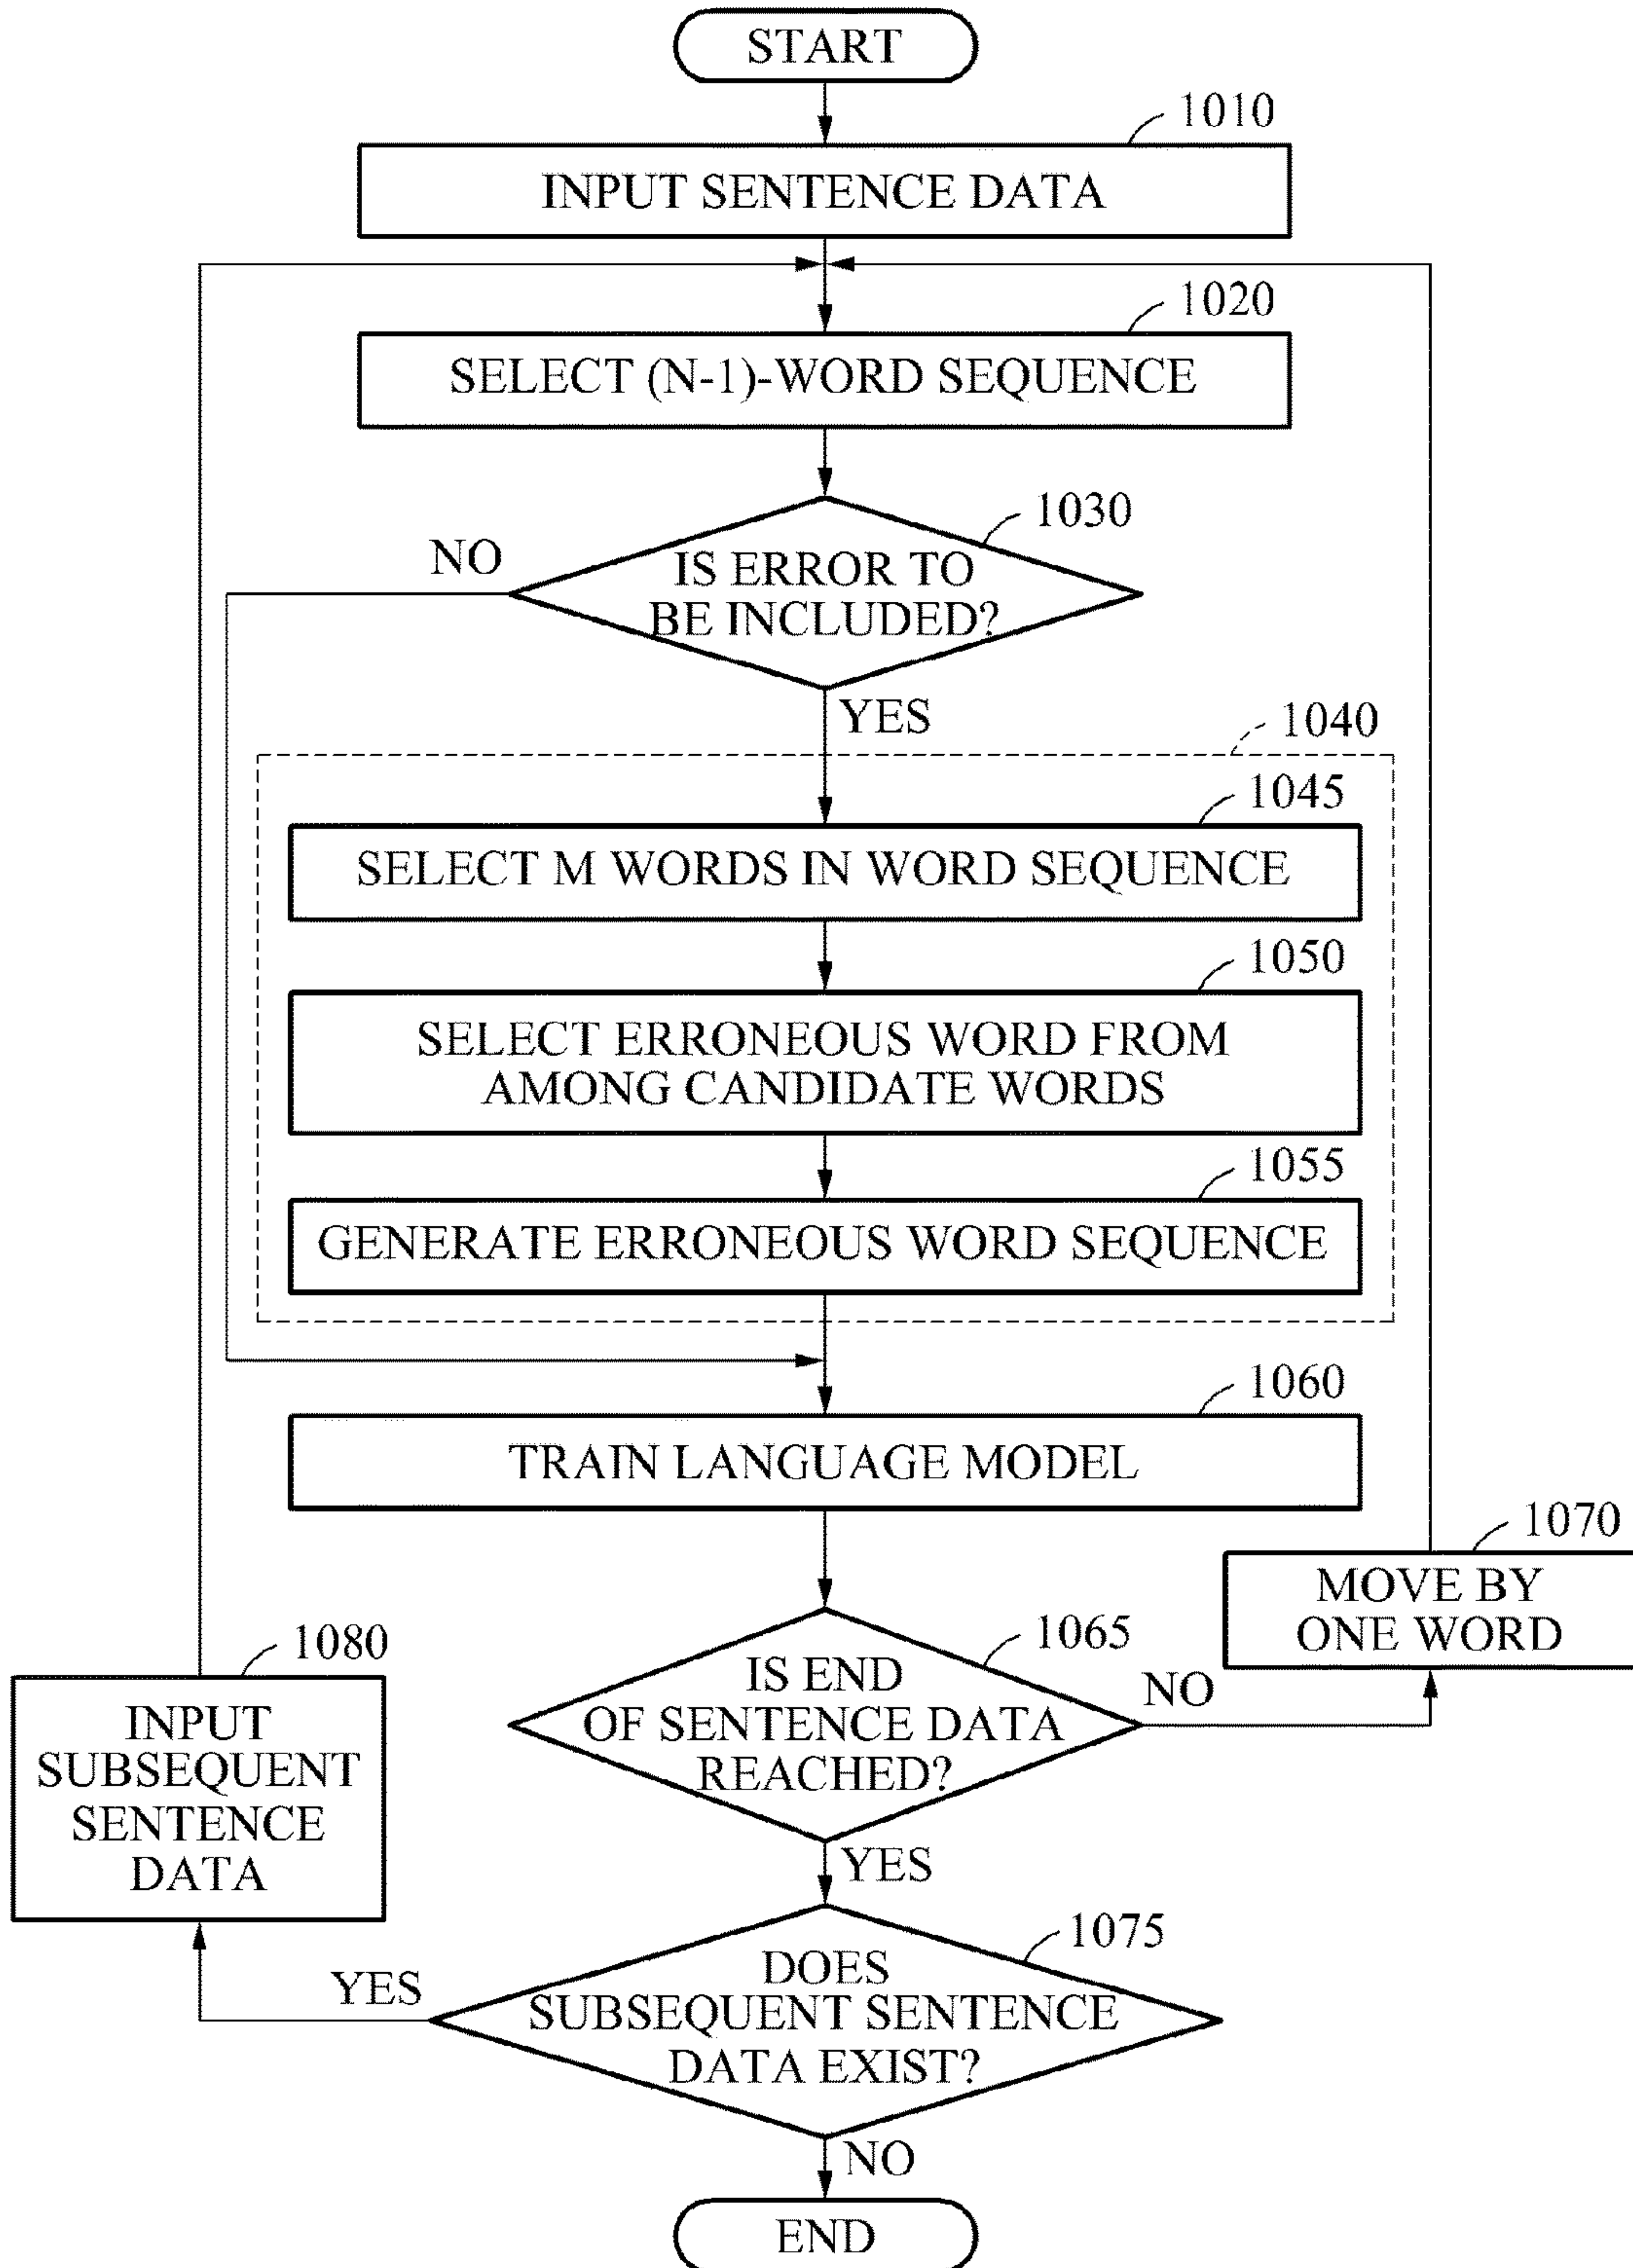 START
1010
INPUT SENTENCE DATA
1020
SELECT (N-1)-WORD SEQUENCE
1030
NO
IS ERROR TO
BE INCLUDED?
YES
1040
1045
SELECT M WORDS IN WORD SEQUENCE
1050
SELECT ERRONEOUS WORD FROM
AMONG CANDIDATE WORDS
1055
GENERATE ERRONEOUS WORD SEQUENCE
1060
TRAIN LANGUAGE MODEL
1070
MOVE BY
ONE WORD
1065
IS END
OF SENTENCE DATA
REACHED?
NO
1080
INPUT
SUBSEQUENT
SENTENCE
DATA
YES
1075
DOES
SUBSEQUENT SENTENCE
DATA EXIST?
YES
NO
END